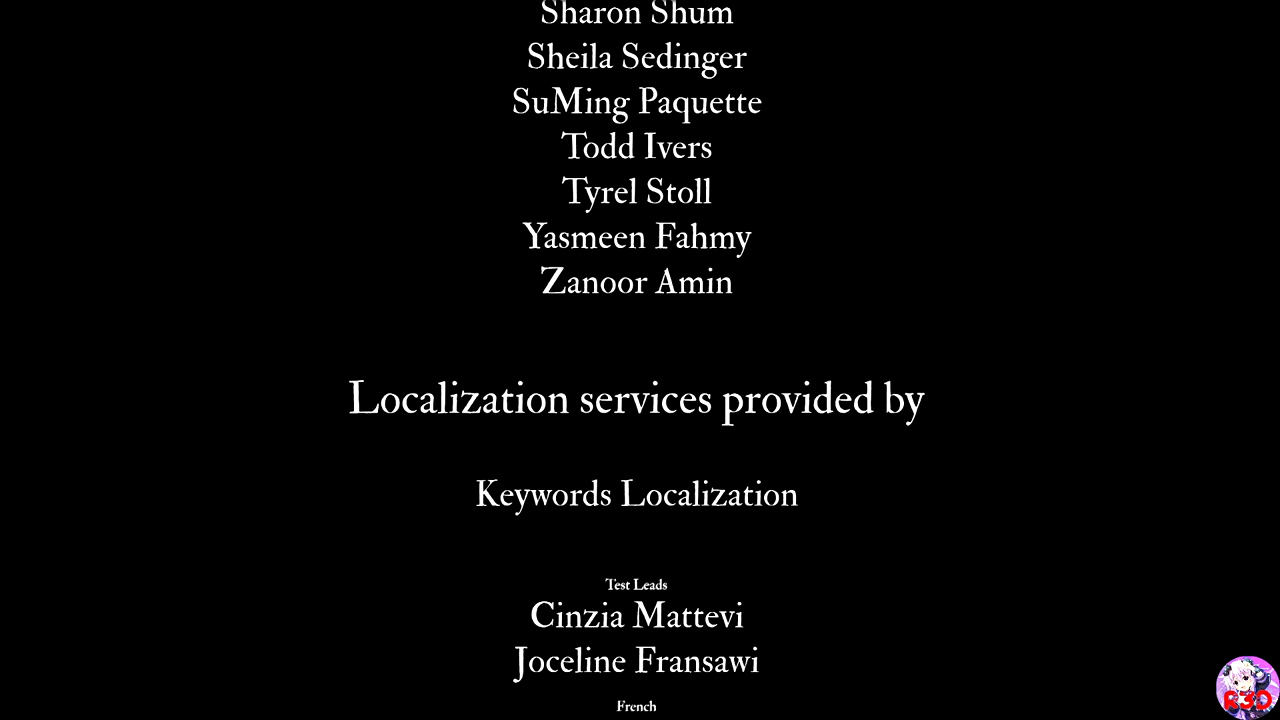 Sharon Shum
Sheila Sedinger
SuMing Paquette
Todd Ivers
Tyrel Stoll
Yasmeen Fahmy
Zanoor Amin
Localization services provided by
Keywords Localization
Test Leads
Cinzia Mattevi
Joceline Fransawi
French
R3D